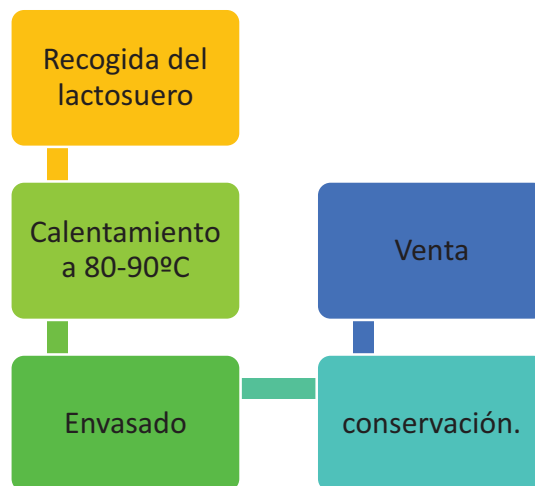 Recogida del
lactosuero
Calentamiento
a 80-90ºC
Envasado
conservación.
Venta